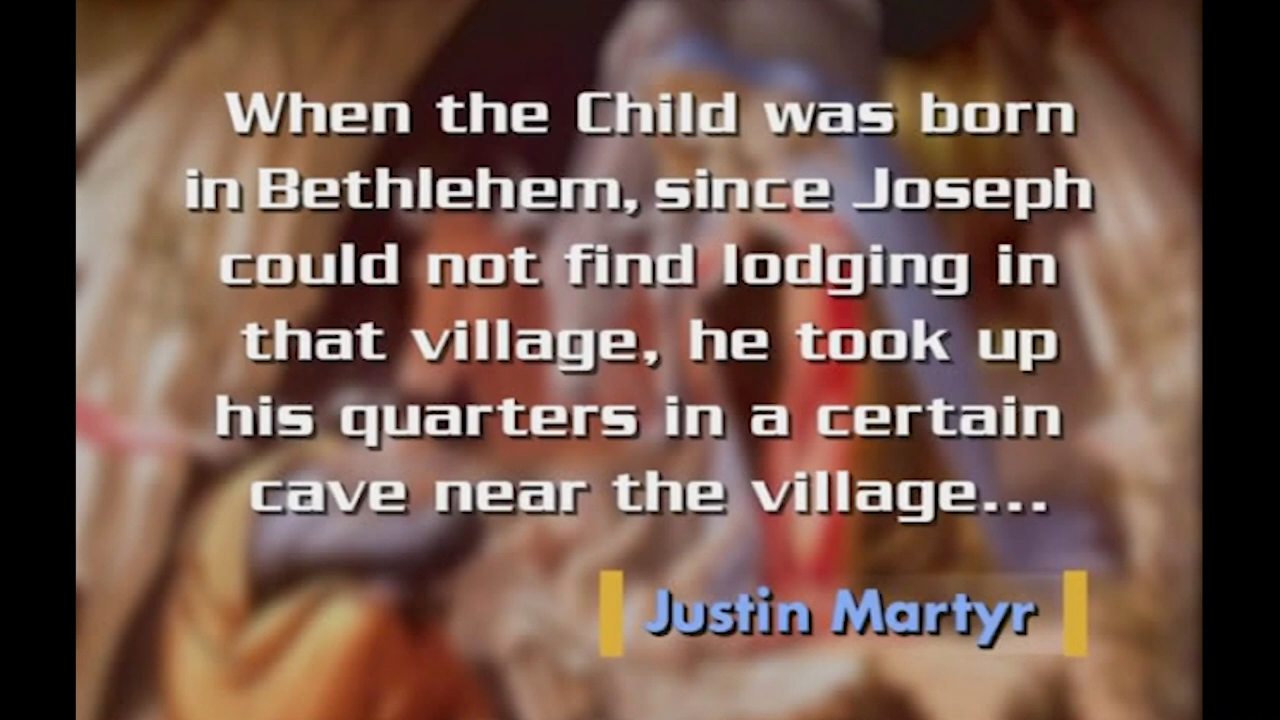 When the Child was born
in Bethlehem, since Joseph
could not find lodging in
that village, he took up
his quarters in a certain
cave near the village...
Justin Martyr